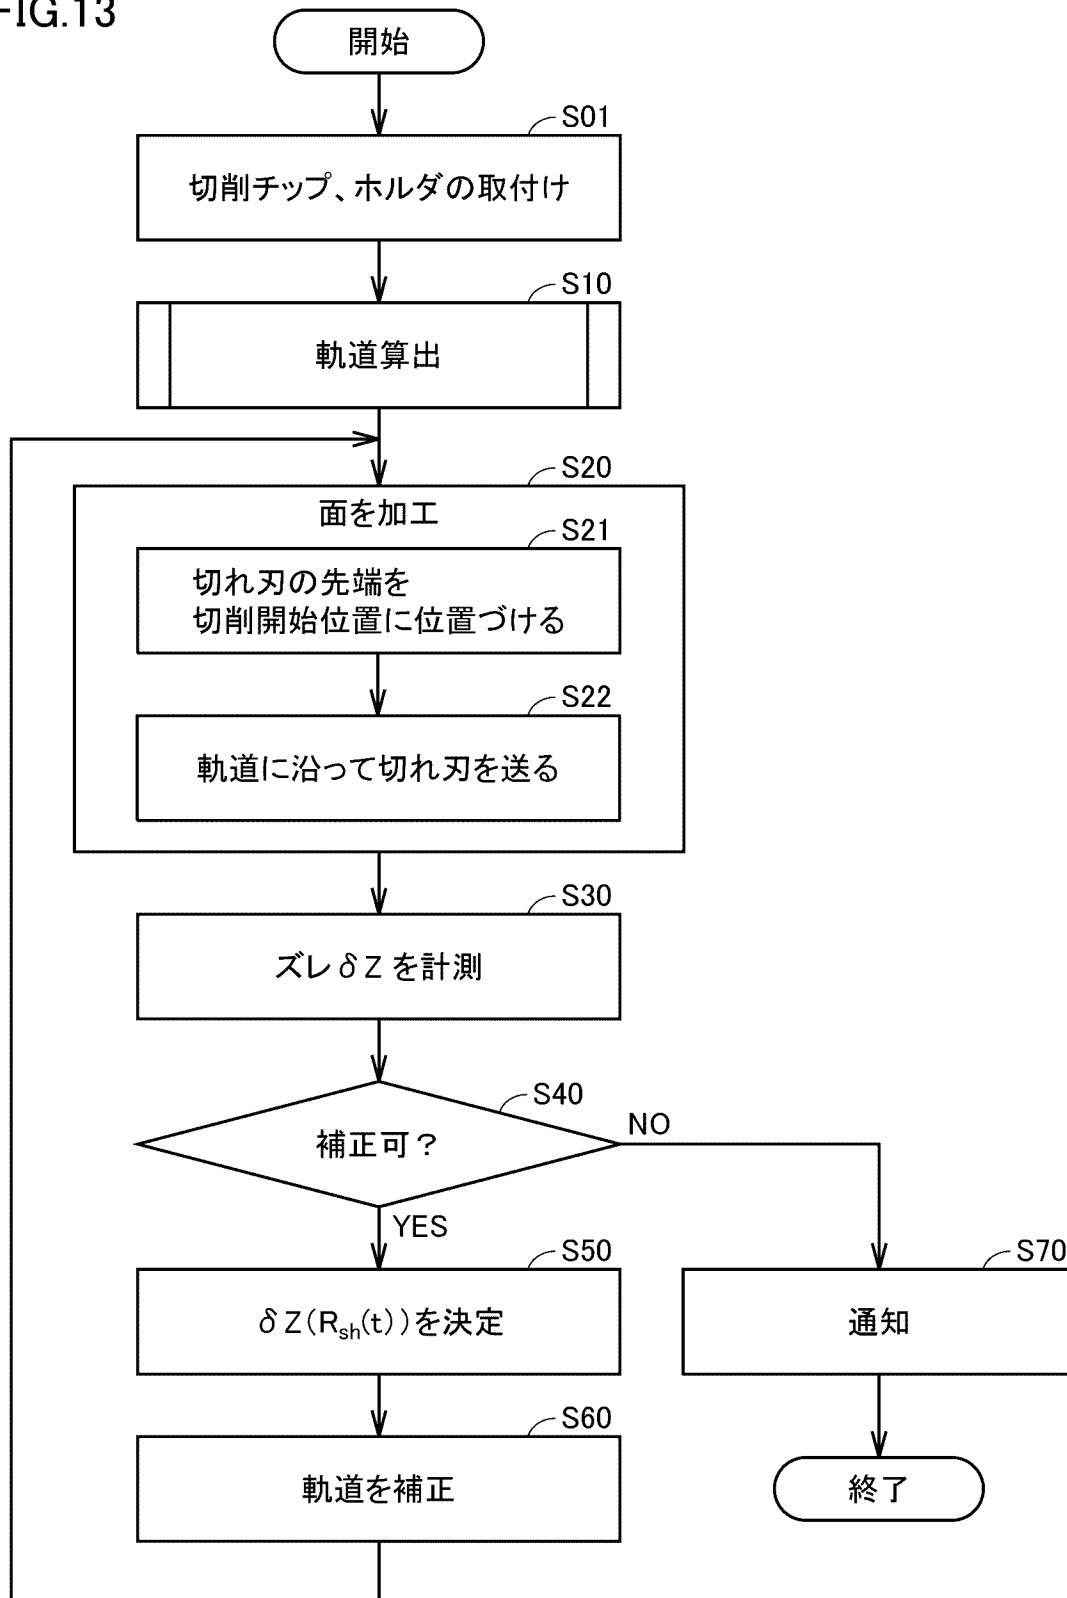 FIG.13
開始
S01
切削チップ、ホルダの取付け
S10
軌道算出
S20
面を加工
S21
切れ刃の先端を
切削開始位置に位置づける
S22
軌道に沿って切れ刃を送る
S30
ズレδZを計測
S40
補正可?
NO
YES
S50
δZ(Rsh(t))を決定
S70
通知
S60
軌道を補正
終了